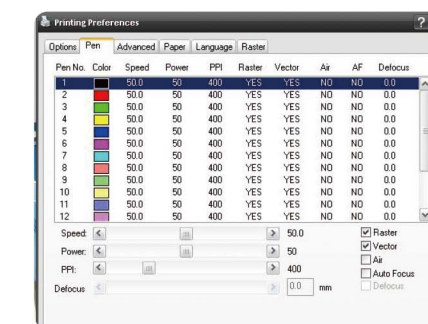 Printing Preferences ?
Options Pen Advanced Paper Language Raster
Pen No. Color Speed Power PPI Raster Vector Air AF Defocus
1 50.0 50 400 YES YES NO NO 0.0
2 50.0 50 400 YES YES NO NO 0.0
3 50.0 50 400 YES YES NO NO 0.0
4 50.0 50 400 YES YES NO NO 0.0
5 50.0 50 400 YES YES NO NO 0.0
6 50.0 50 400 YES YES NO NO 0.0
7 50.0 50 400 YES YES NO NO 0.0
8 50.0 50 400 YES YES NO NO 0.0
9 50.0 50 400 YES YES NO NO 0.0
10 50.0 50 400 YES YES NO NO 0.0
11 50.0 50 400 YES YES NO NO 0.0
12 50.0 50 400 YES YES NO NO 0.0
Speed: 50.0 Raster
Power: 50 Vector
Air
PPI: 400 Auto Focus
Defocus 0.0 mm Defocus